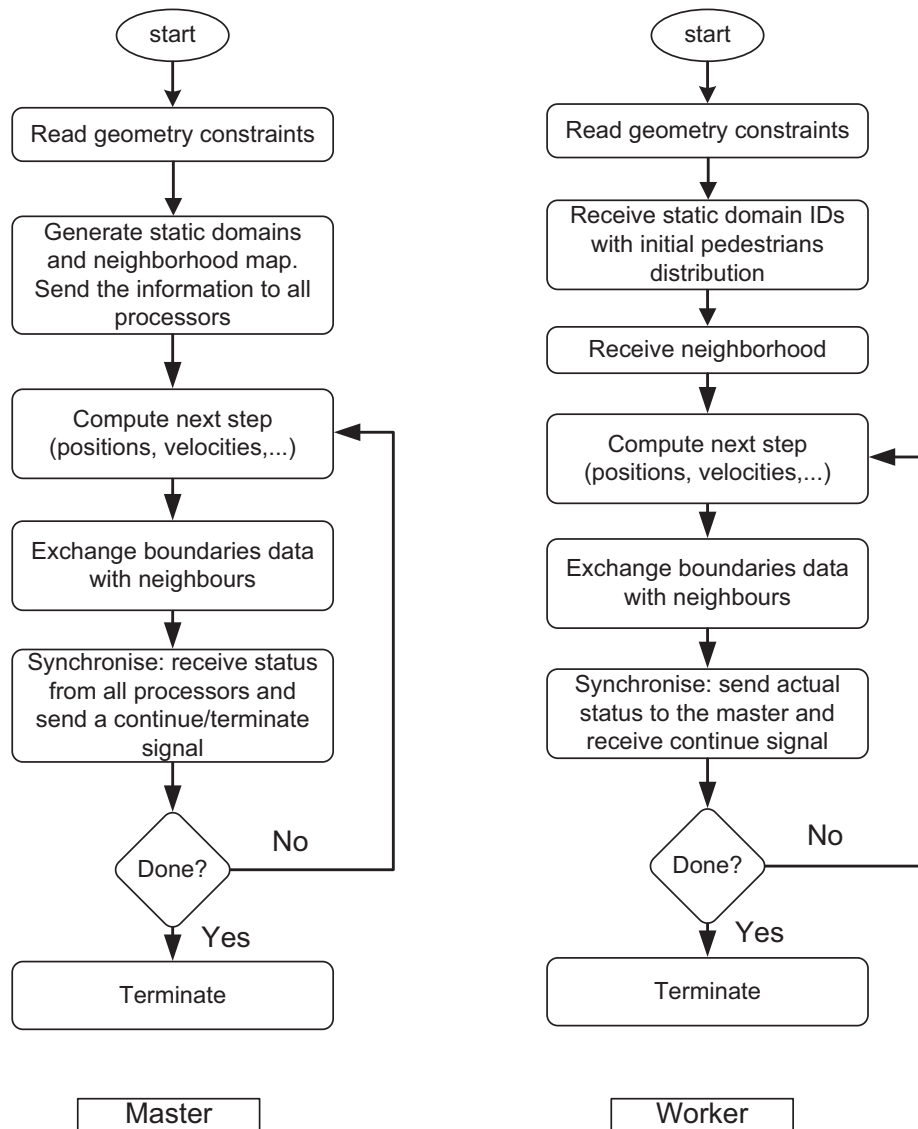 start
Read geometry constraints
Generate static domains
and neighborhood map.
Send the information to all
processors
Compute next step
(positions, velocities,...)
Exchange boundaries data
with neighbours
Synchronise: receive status
from all processors and
send a continue/terminate
signal
Done?
No
Yes
Terminate
Master
start
Read geometry constraints
Receive static domain IDs
with initial pedestrians
distribution
Receive neighborhood
Compute next step
(positions, velocities,...)
Exchange boundaries data
with neighbours
Synchronise: send actual
status to the master and
receive continue signal
Done?
No
Yes
Terminate
Worker